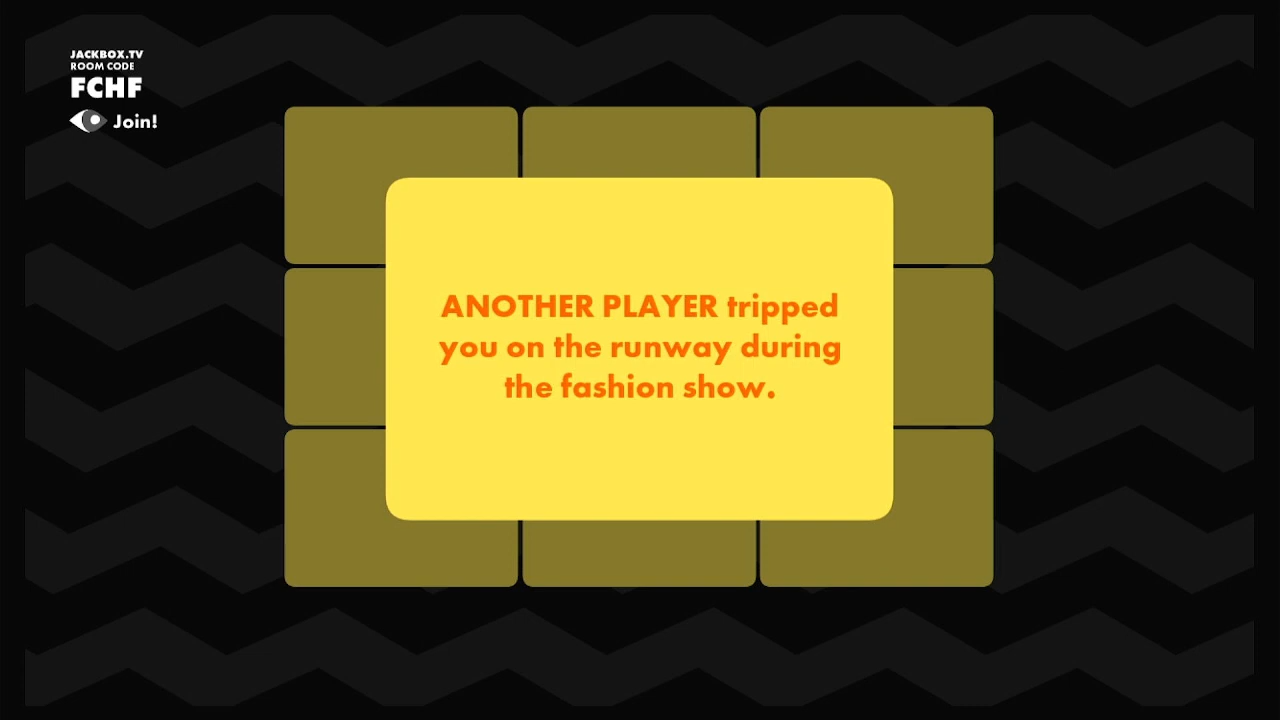 JACKBOX.TV
ROOM CODE
FCHF
Join!
ANOTHER PLAYER tripped
you on the runway during
the fashion show.